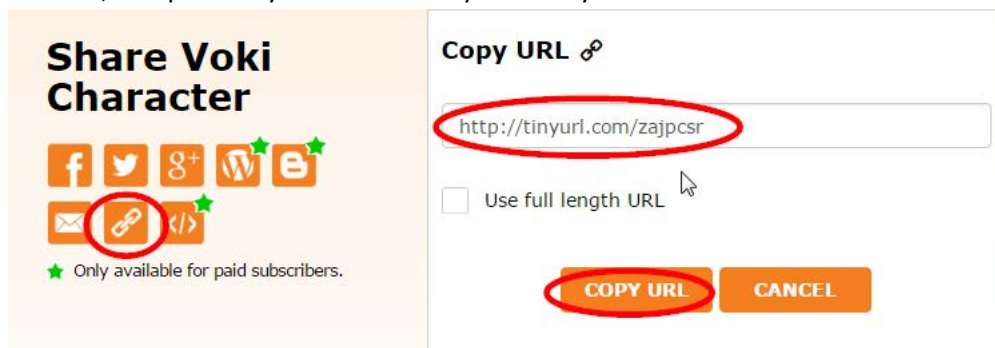 Share Voki
Character
f 8+ W B
</>
Only available for paid subscribers.
Copy URL
http://tinyurl.com/zajpcsr
Use full length URL
COPY URL CANCEL